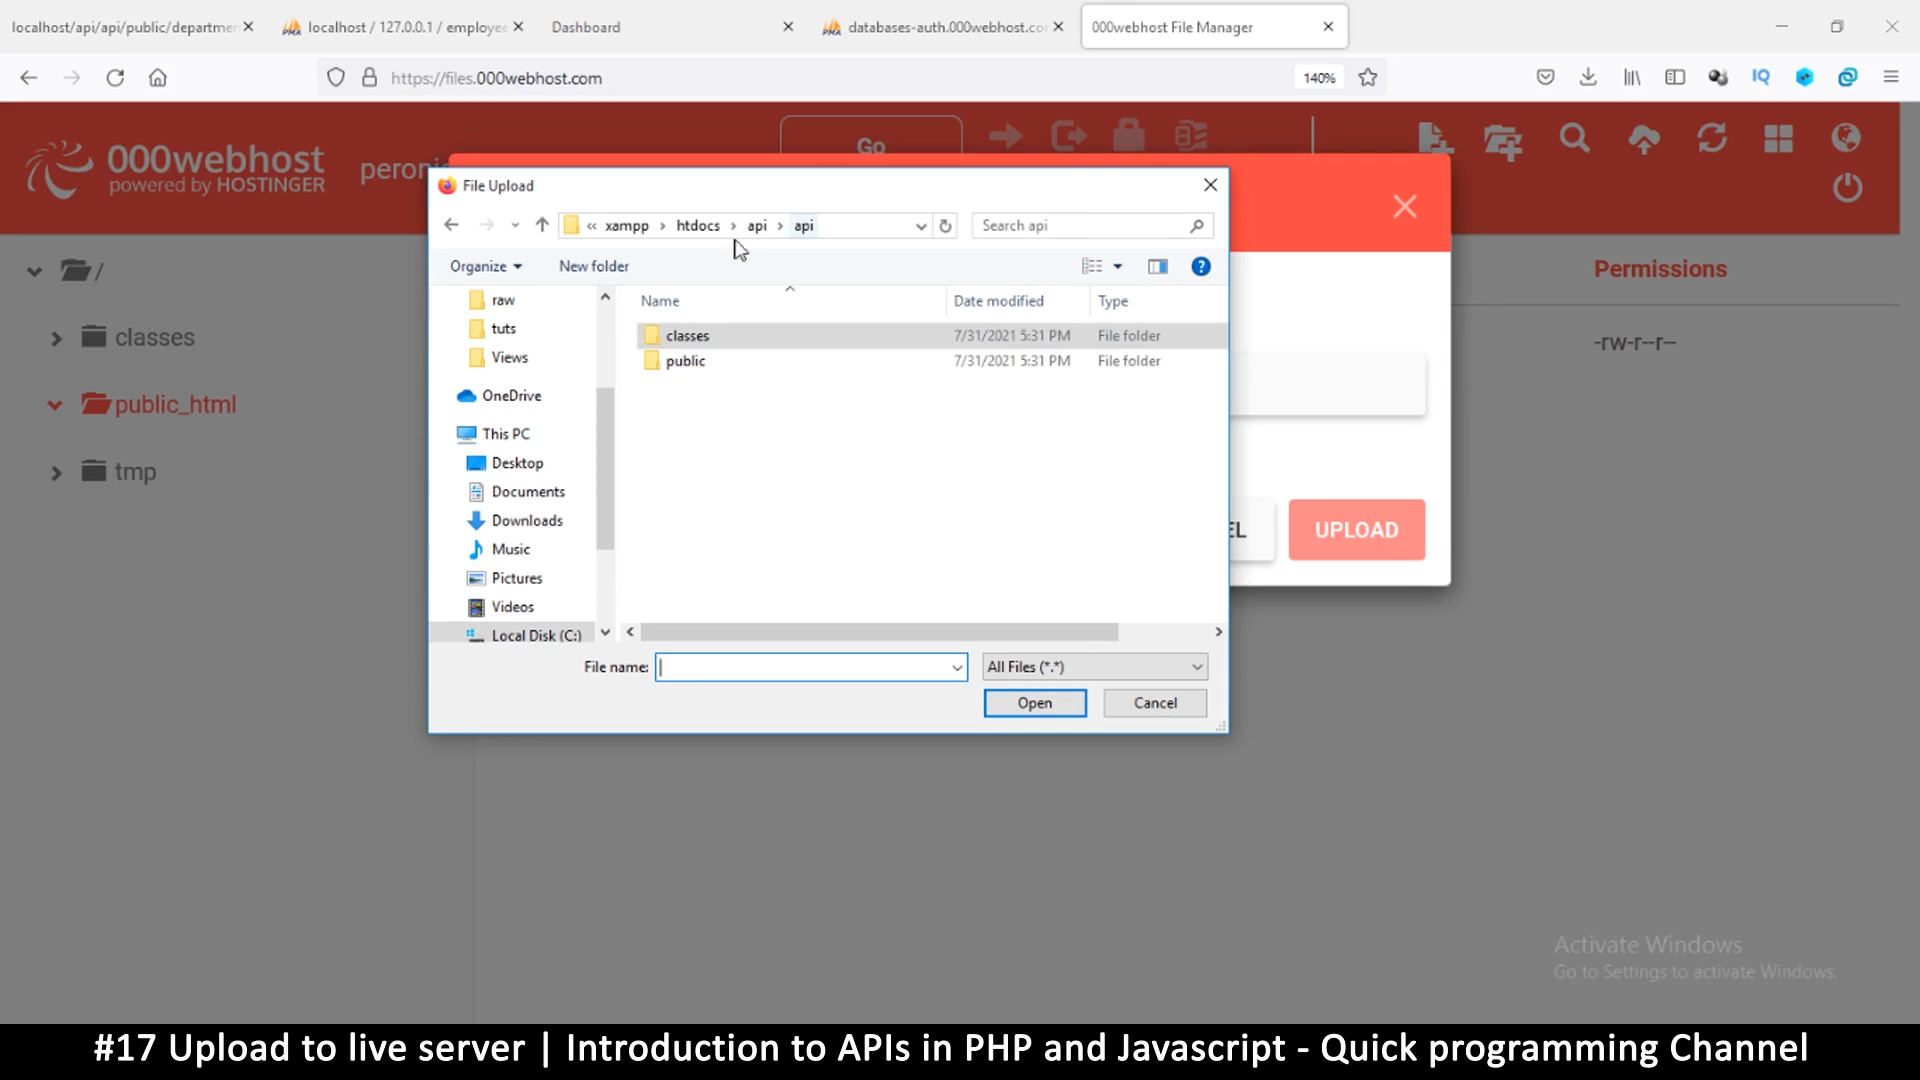 localhost/api/api/public/departme
localhost / 127.0.0.1 / employee
Dashboard
databases-auth.000webhost.co
000webhost File Manager
https://files.000webhost.com
140%
IQ
000webhost
powered by HOSTINGER
Go
File Upload
« xampp > htdocs > api > api
Search api
Organize
New folder
Permissions
/
raw
tuts
Views
OneDrive
This PC
Desktop
Documents
Downloads
Music
Pictures
Videos
Local Disk (C:)
Name
Date modified
Type
classes
7/31/2021 5:31 PM
File folder
public
7/31/2021 5:31 PM
File folder
classes
-rw-r--r--
public_html
tmp
UPLOAD
File name:
All Files (*.*)
Open
Cancel
Activate Windows
Go to Settings to activate Windows.
#17 Upload to live server | Introduction to APIs in PHP and Javascript - Quick programming Channel